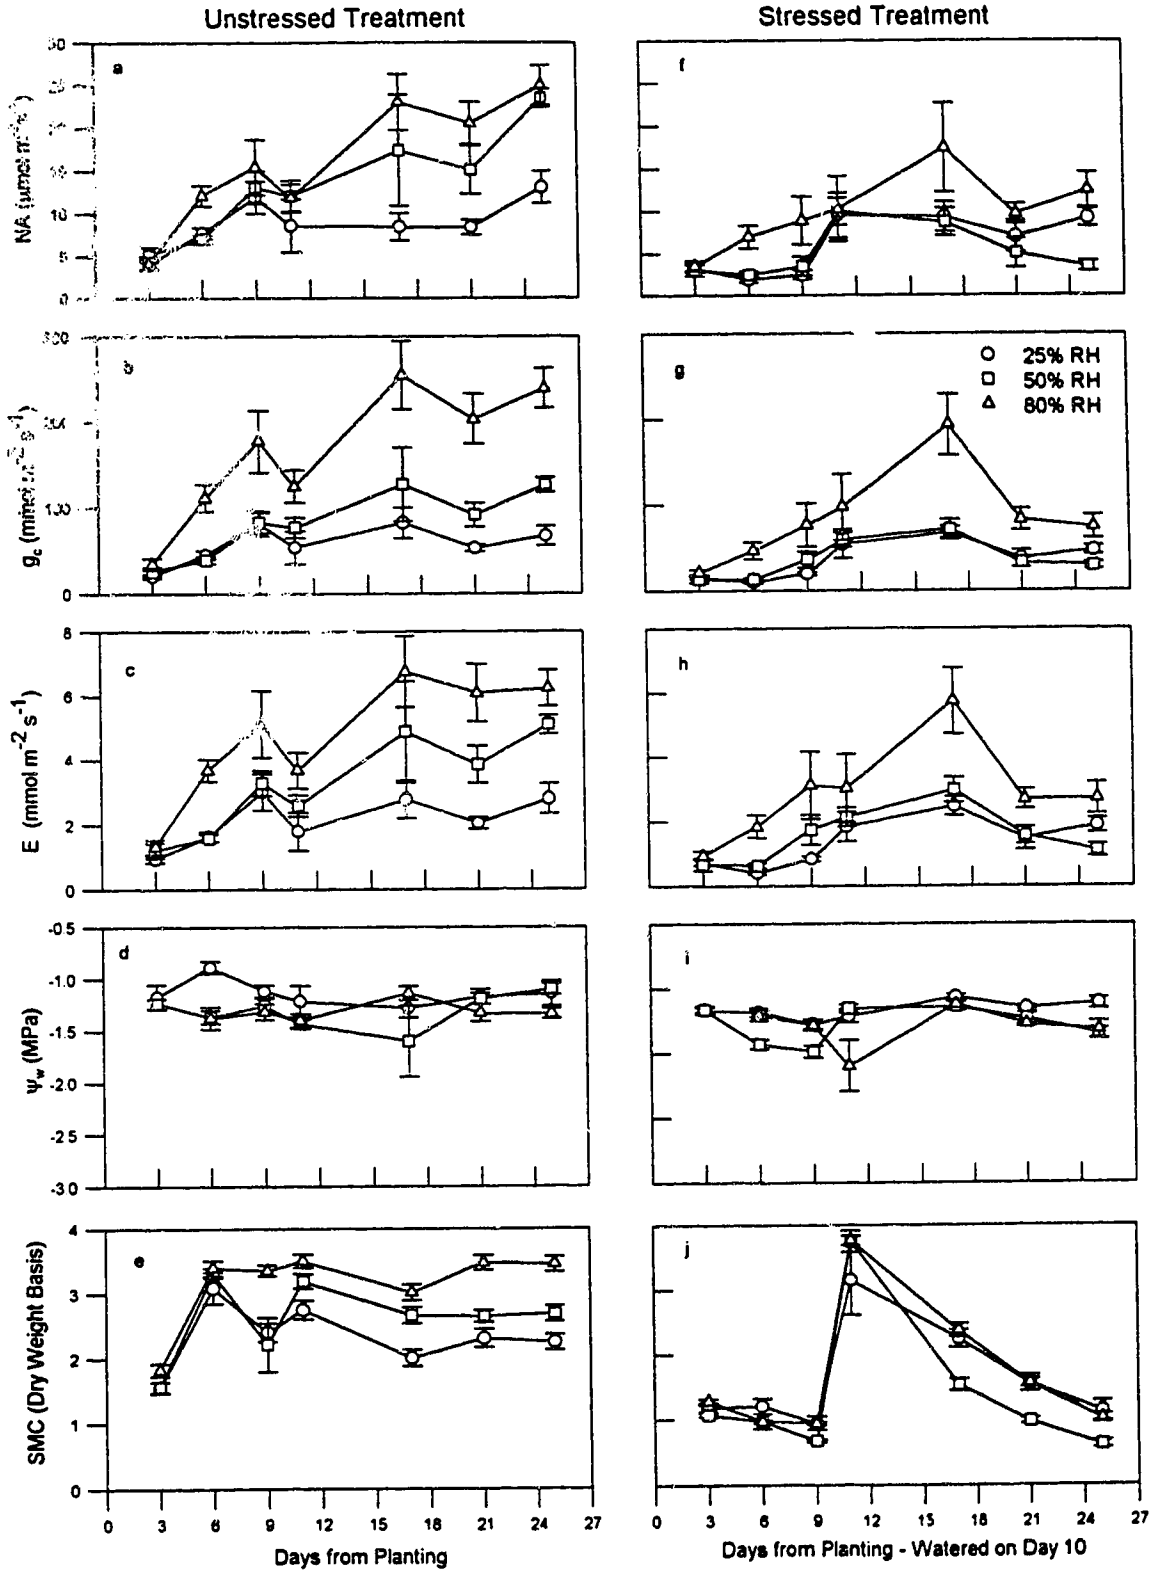 Unstressed Treatment
Stressed Treatment
a
f
10
5
0
b
g
25% RH
50% RH
80% RH
100
0
c
h
E (mmol m⁻² s⁻¹)
8
6
4
2
0
d
i
Ψw (MPa)
-0.5
-1.0
-1.5
-2.0
-2 5
-3 0
e
j
SMC (Dry Weight Basis)
4
3
2
1
0
0 3 6 9 12 15 18 21 24 27
0 3 6 9 12 15 18 21 24 27
Days from Planting
Days from Planting - Watered on Day 10